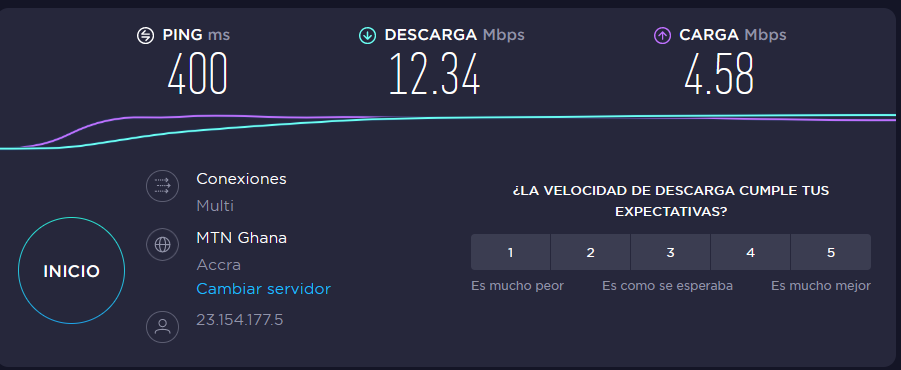 PING ms
400
DESCARGA Mbps
12.34
CARGA Mbps
4.58
INICIO
Conexiones
Multi
MTN Ghana
Accra
Cambiar servidor
23.154.177.5
¿LA VELOCIDAD DE DESCARGA CUMPLE TUS
EXPECTATIVAS?
1 2 3 4 5
Es mucho peor Es como se esperaba Es mucho mejor